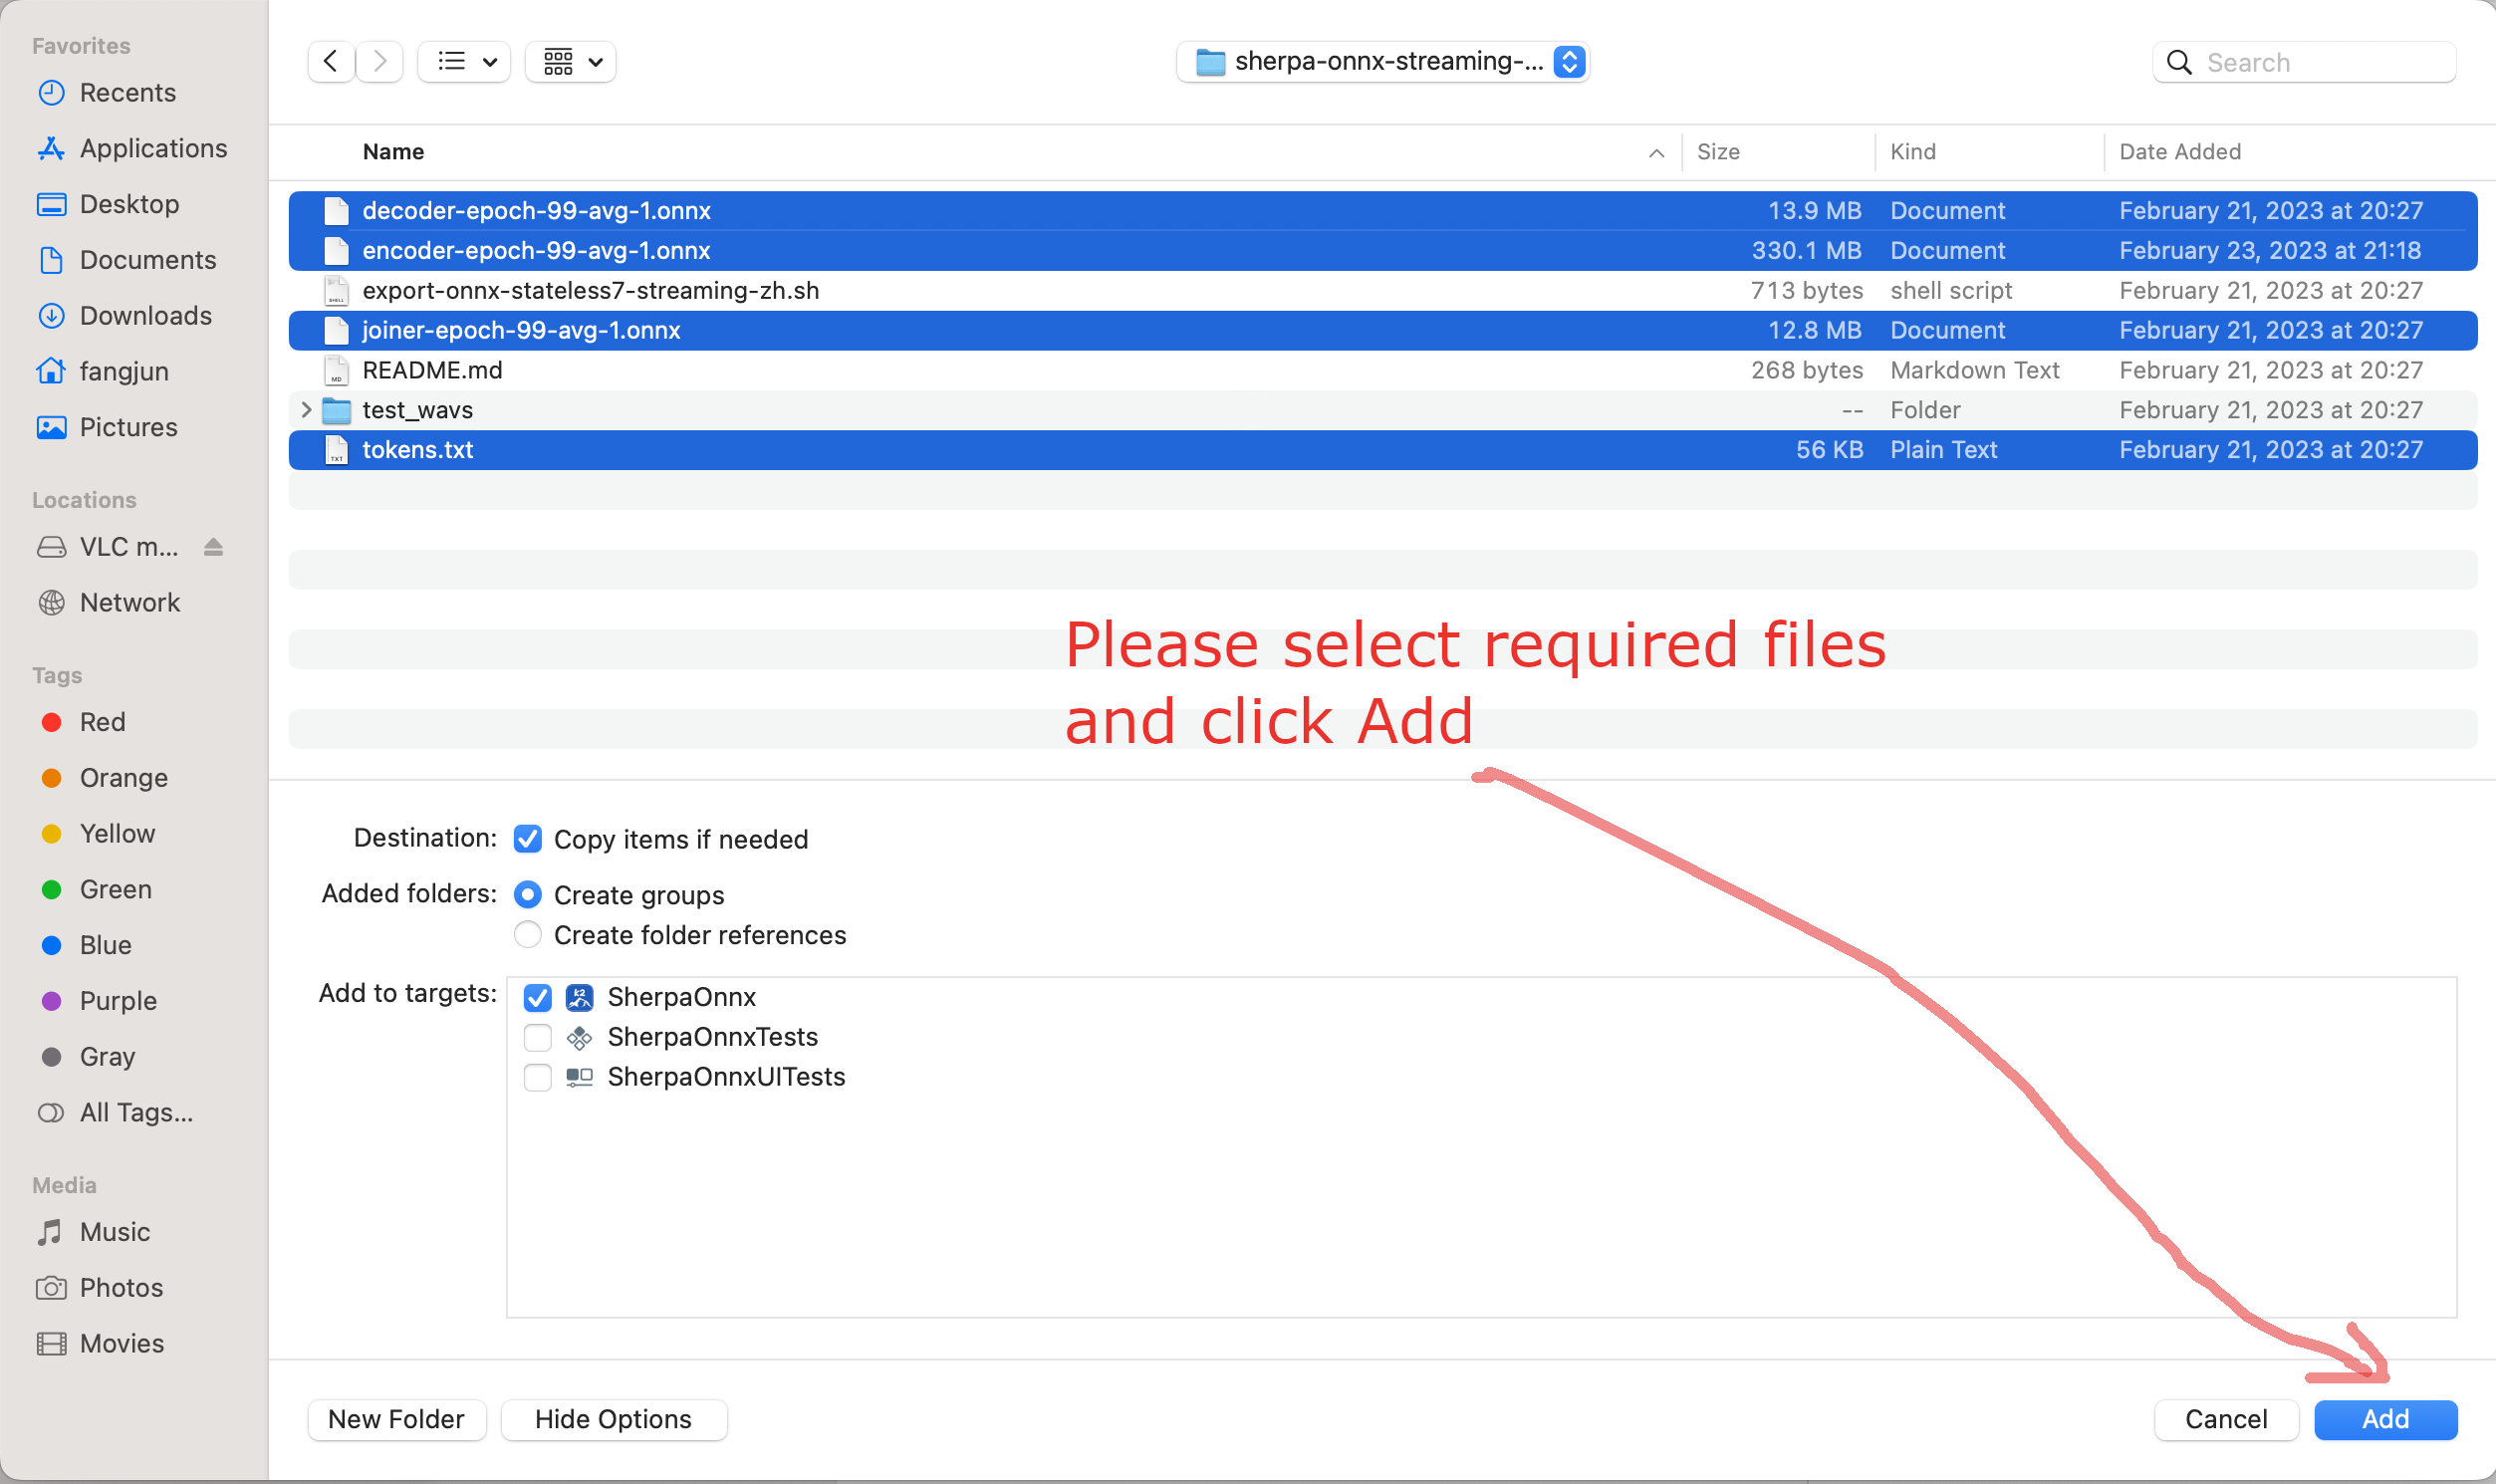 Favorites
Recents
Applications
Desktop
Documents
Downloads
fangjun
Pictures
Locations
VLC m...
Network
Tags
Red
Orange
Yellow
Green
Blue
Purple
Gray
All Tags...
Media
Music
Photos
Movies
sherpa-onnx-streaming-...
Search
Name Size Kind Date Added
decoder-epoch-99-avg-1.onnx 13.9 MB Document February 21, 2023 at 20:27
encoder-epoch-99-avg-1.onnx 330.1 MB Document February 23, 2023 at 21:18
export-onnx-stateless7-streaming-zh.sh 713 bytes shell script February 21, 2023 at 20:27
joiner-epoch-99-avg-1.onnx 12.8 MB Document February 21, 2023 at 20:27
README.md 268 bytes Markdown Text February 21, 2023 at 20:27
test_wavs -- Folder February 21, 2023 at 20:27
tokens.txt 56 KB Plain Text February 21, 2023 at 20:27
Please select required files
and click Add
Destination: Copy items if needed
Added folders: Create groups
Create folder references
Add to targets: SherpaOnnx
SherpaOnnxTests
SherpaOnnxUITests
New Folder Hide Options Cancel Add